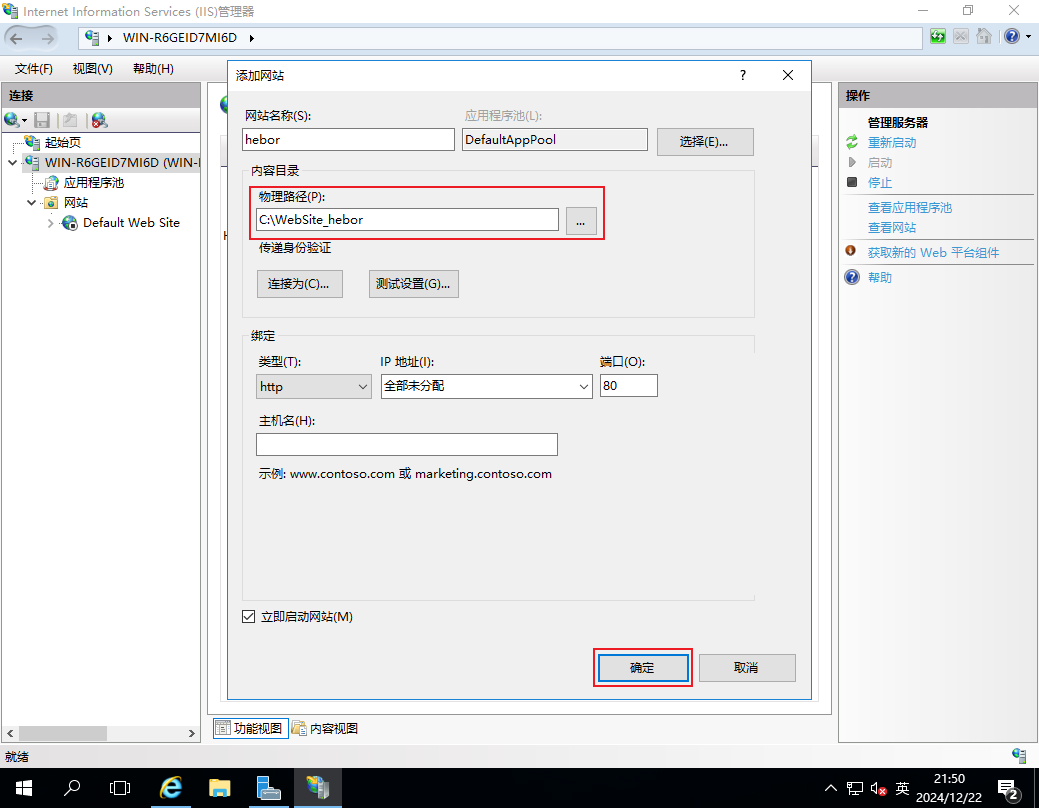 Internet Information Services (IIS)管理器
WIN-R6GEID7MI6D
文件(F) 视图(V) 帮助(H)
连接
起始页
WIN-R6GEID7MI6D (WIN-I
应用程序池
网站
Default Web Site
添加网站
?
网站名称(S):
应用程序池(L):
hebor
DefaultAppPool
选择(E)...
内容目录
物理路径(P):
C:\WebSite_hebor
...
传递身份验证
连接为(C)...
测试设置(G)...
绑定
类型(T):
IP 地址(I):
端口(O):
http
全部未分配
80
主机名(H):
示例: www.contoso.com 或 marketing.contoso.com
立即启动网站(M)
确定
取消
功能视图
内容视图
操作
管理服务器
重新启动
启动
停止
查看应用程序池
查看网站
获取新的 Web 平台组件
帮助
就绪
英
21:50
2024/12/22
2